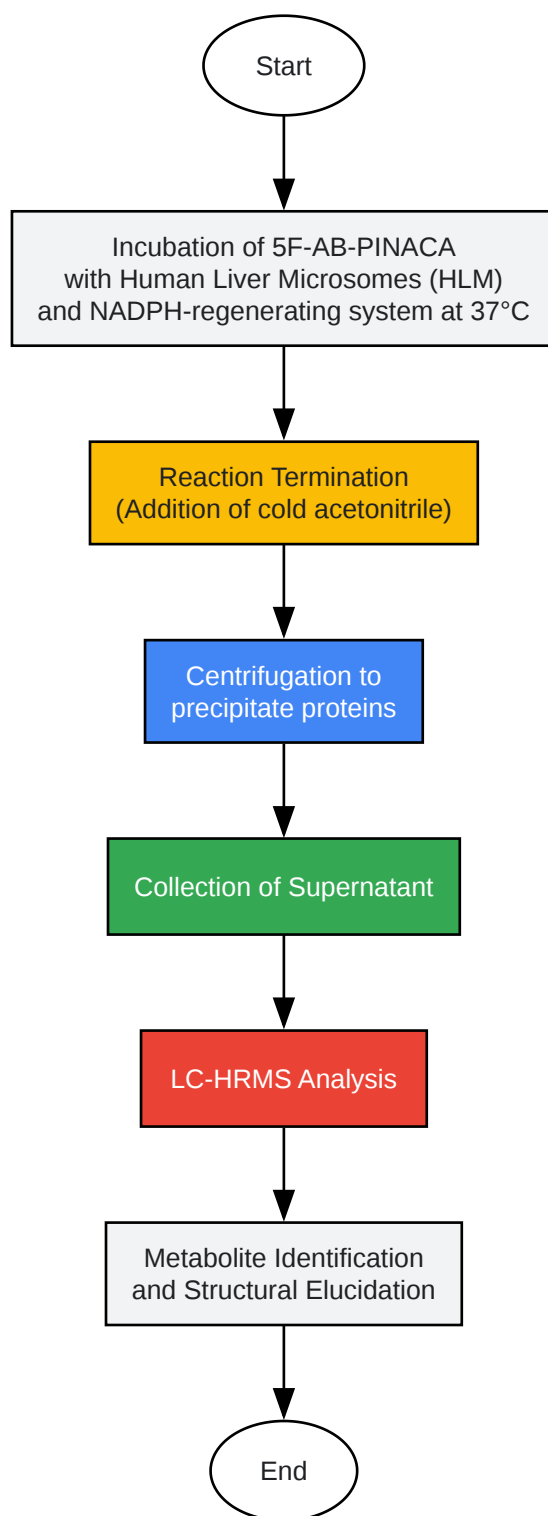 Start
Incubation of 5F-AB-PINACA
with Human Liver Microsomes (HLM)
and NADPH-regenerating system at 37°C
Reaction Termination
(Addition of cold acetonitrile)
Centrifugation to
precipitate proteins
Collection of Supernatant
LC-HRMS Analysis
Metabolite Identification
and Structural Elucidation
End